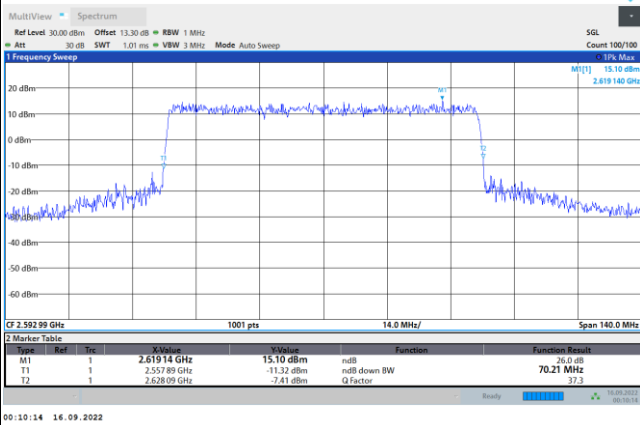 MultiView Spectrum
Ref Level 30.00 dBm Offset 13.30 dB RBW 1 MHz SGL
Att 30 dB SWT 1.01 ms VBW 3 MHz Mode Auto Sweep Count 100/100
1 Frequency Sweep 1Pk Max
M1[1] 15.10 dBm
2.619 140 GHz
M1
20 dBm
10 dBm
0 dBm
T1 T2
-10 dBm
-20 dBm
-30 dBm
-40 dBm
-50 dBm
-60 dBm
CF 2.592 99 GHz 1001 pts 14.0 MHz/ Span 140.0 MHz
2 Marker Table
Type Ref Trc X-Value Y-Value Function Function Result
M1 1 2.619 14 GHz 15.10 dBm ndB 26.0 dB
T1 1 2.557 89 GHz -11.32 dBm ndB down BW 70.21 MHz
T2 1 2.628 09 GHz -7.41 dBm Q Factor 37.3
Ready 16.09.2022
00:10:14
00:10:14 16.09.2022